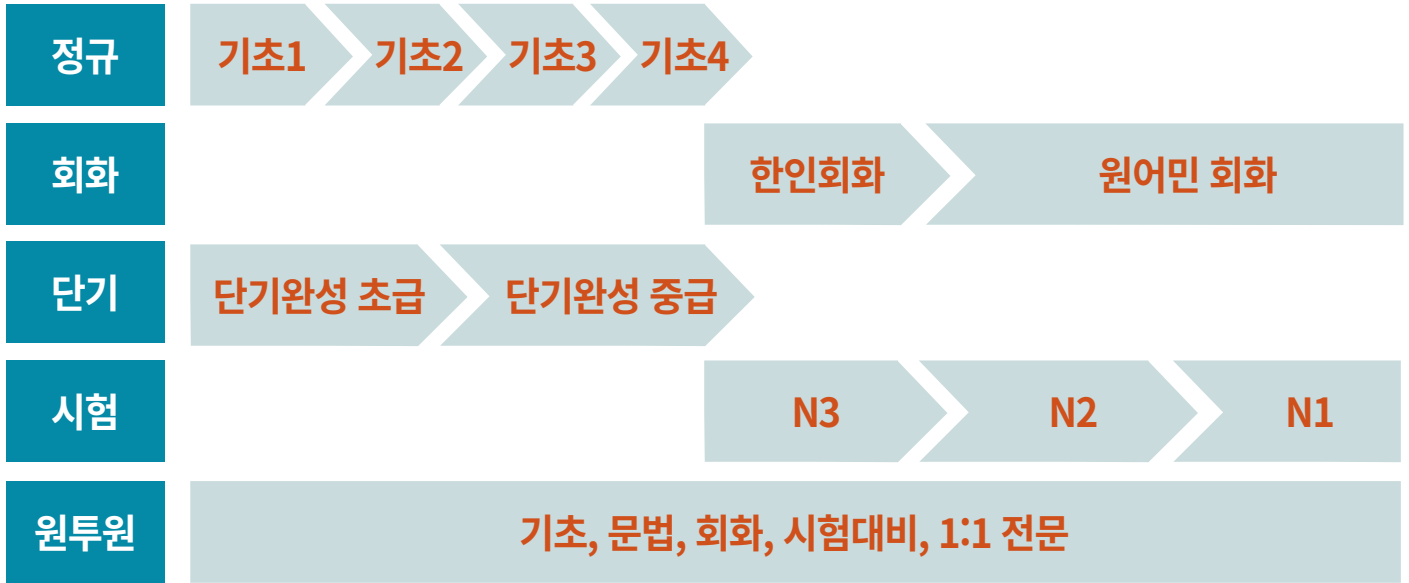 정규 기초1 기초2 기초3 기초4
회화 한인회화 원어민 회화
단기 단기완성 초급 단기완성 중급
시험 N3 N2 N1
원투원 기초, 문법, 회화, 시험대비, 1:1 전문